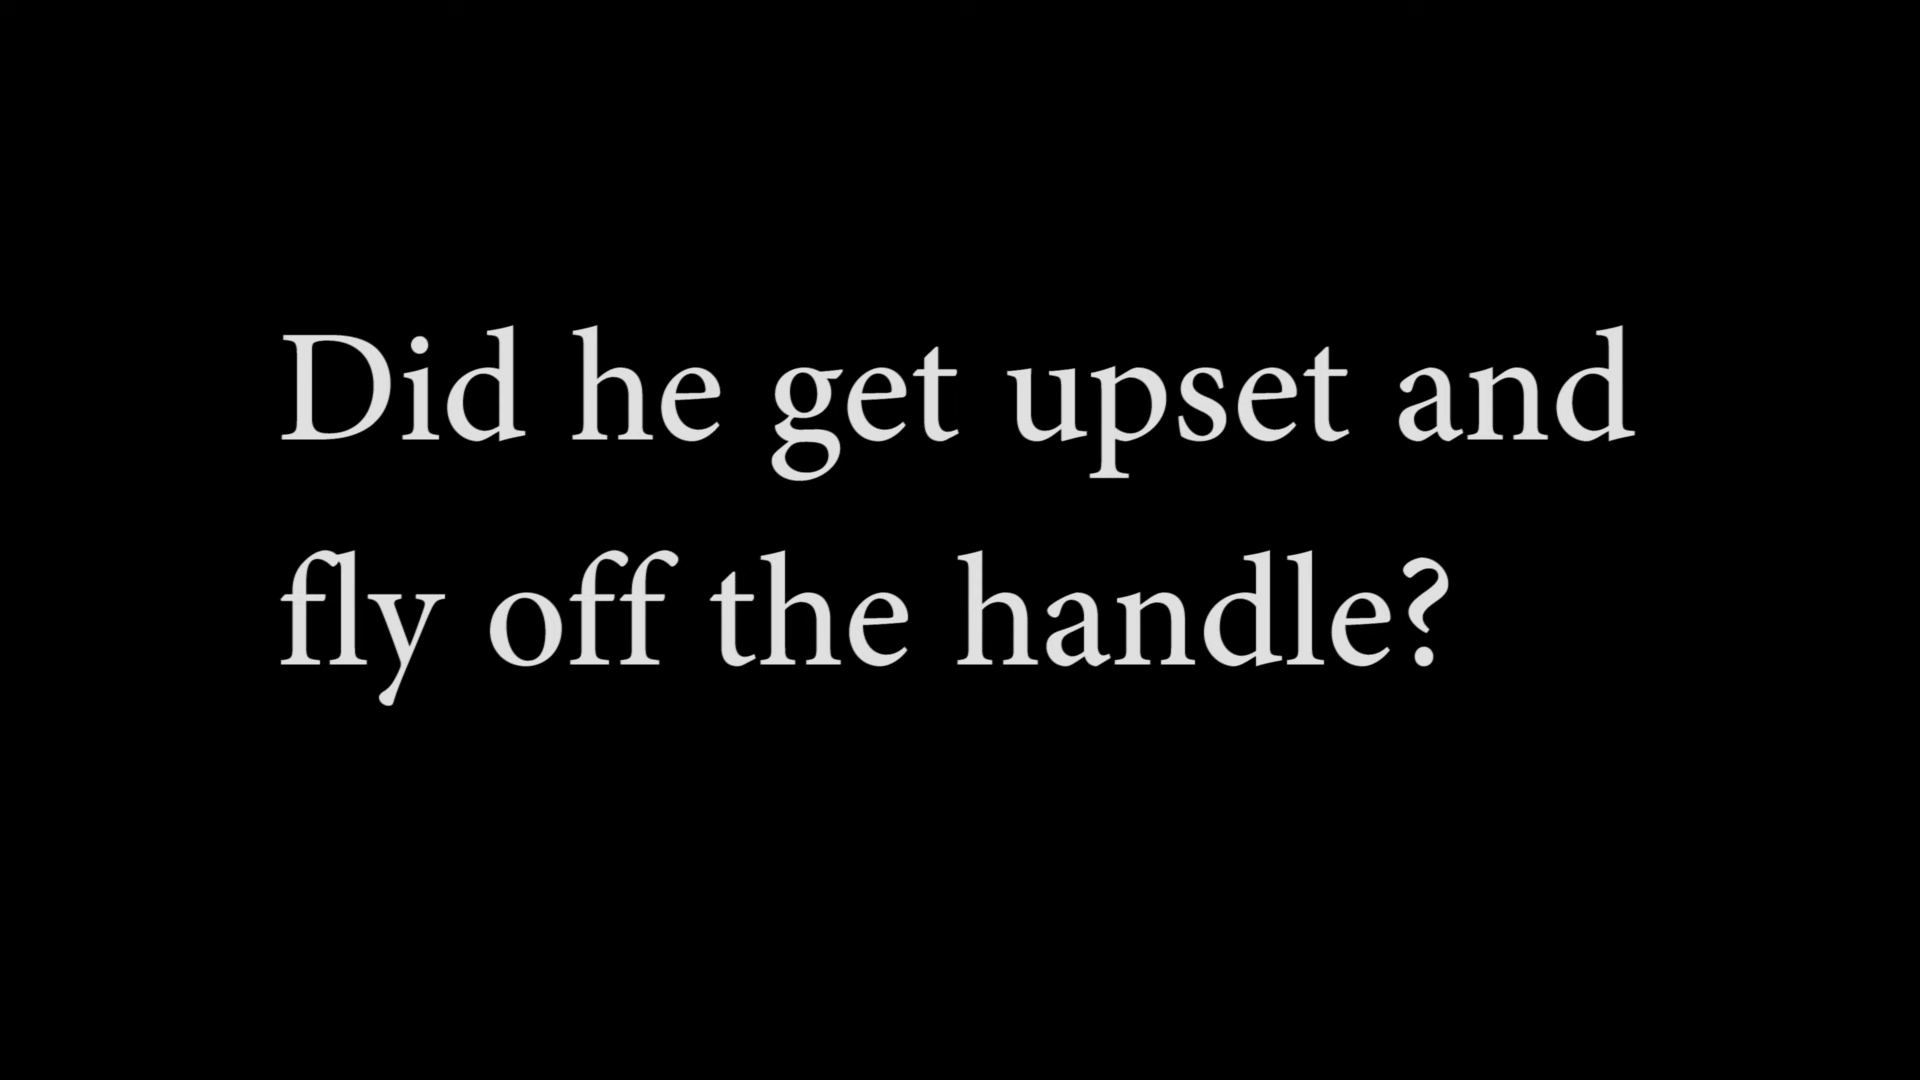 Did he get upset and
fly off the handle?